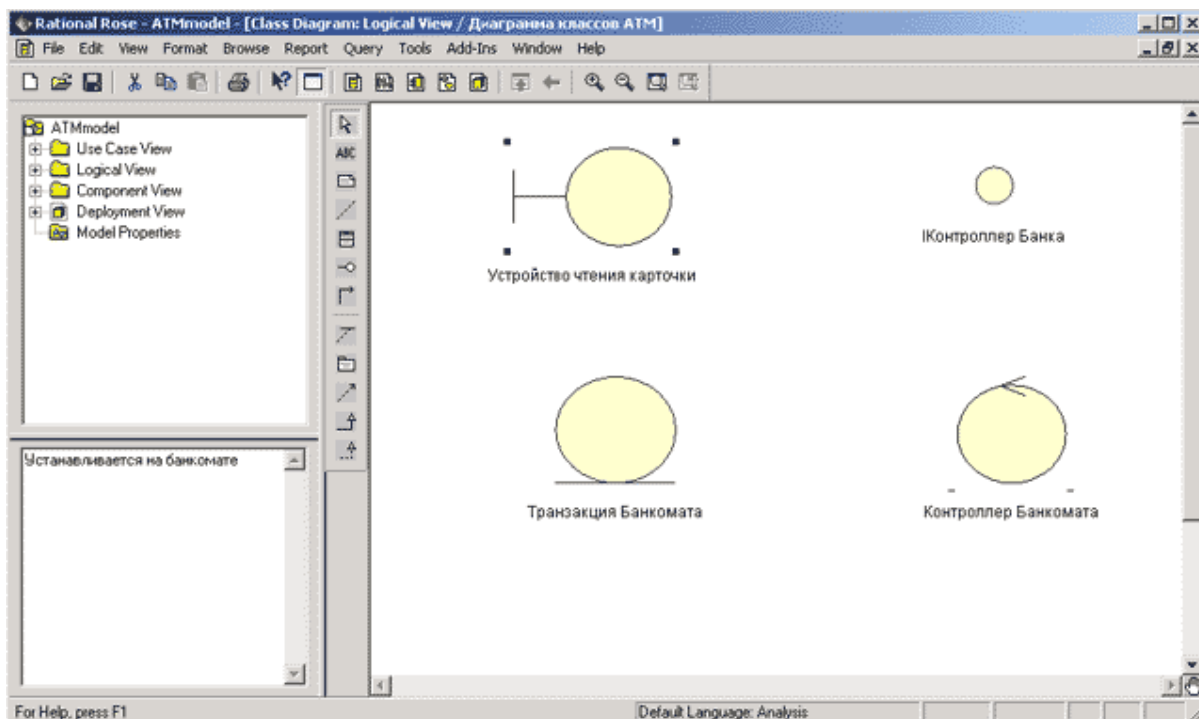 Rational Rose - ATMmodel - [Class Diagram: Logical View / Диаграмма классов ATM]
File Edit View Format Browse Report Query Tools Add-Ins Window Help
ATMmodel
Use Case View
Logical View
Component View
Deployment View
Model Properties
ABC
Устройство чтения карточки
IКонтроллер Банка
Устанавливается на банкомате
Транзакция Банкомата
Контроллер Банкомата
For Help, press F1
Default Language: Analysis